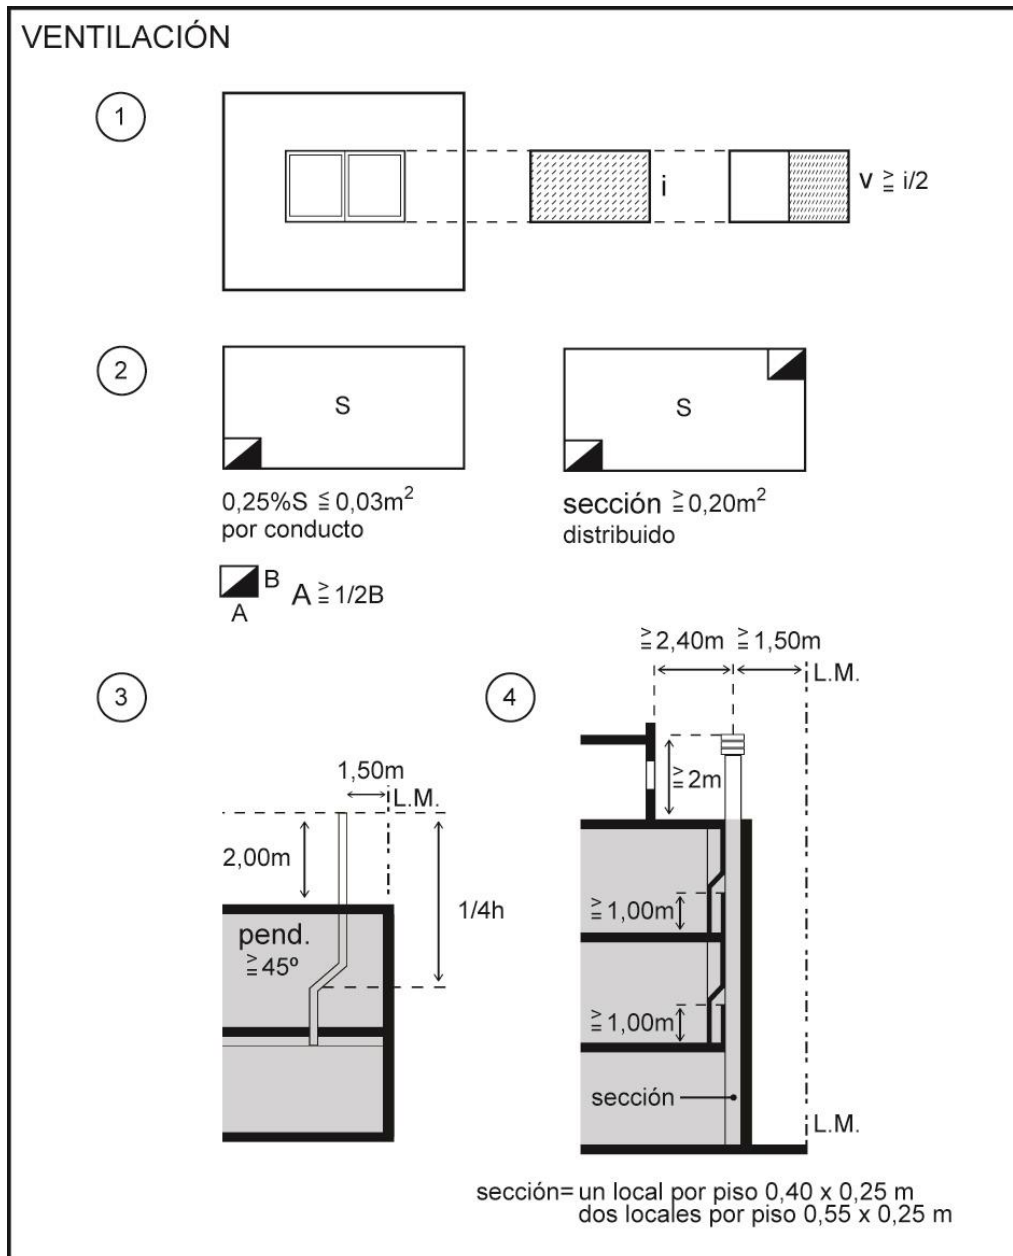 VENTILACIÓN
1
i
v ≧ i/2
2
S
S
0,25%S ≦ 0,03m²
por conducto
sección ≧ 0,20m²
distribuido
B
A
A ≧ 1/2B
≧ 2,40m
≧ 1,50m
L.M.
3
4
1,50m
L.M.
≧ 2m
2,00m
1/4h
pend.
≧ 45º
≧ 1,00m
≧ 1,00m
sección
L.M.
sección= un local por piso 0,40 x 0,25 m
dos locales por piso 0,55 x 0,25 m